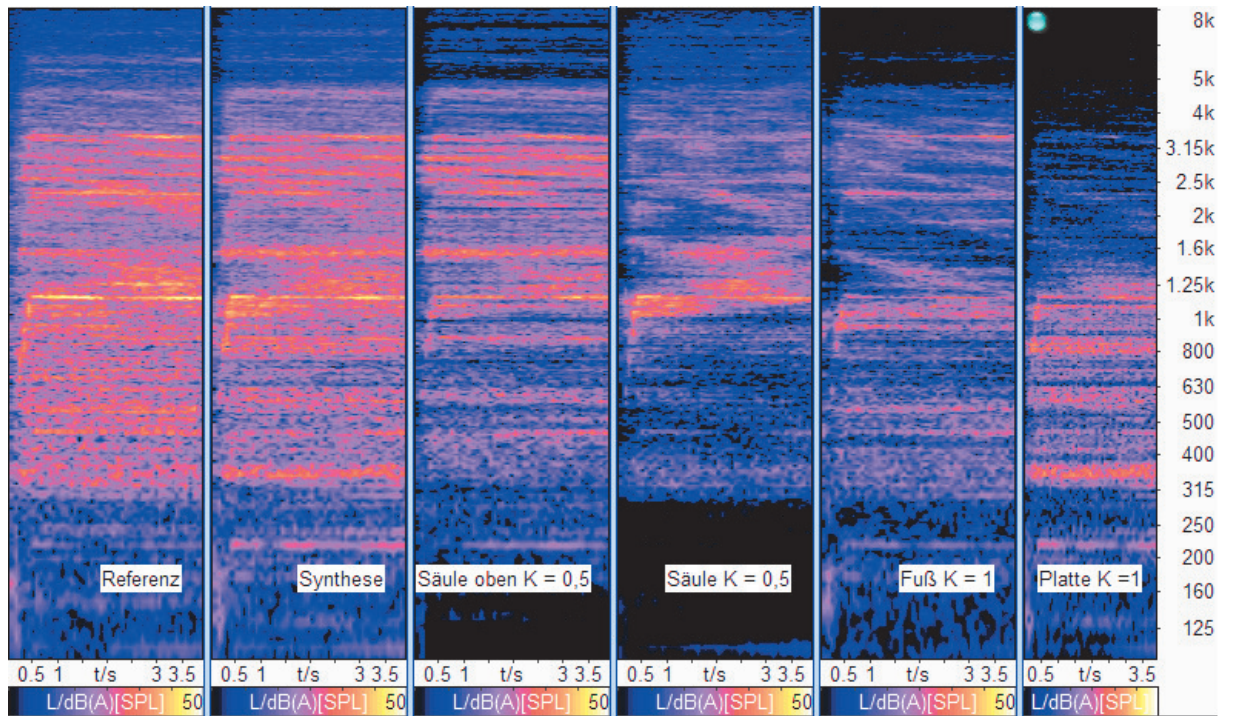 8k
5k
4k
3.15k
2.5k
2k
1.6k
1.25k
1k
800
630
500
400
315
250
200
160
125
Referenz
Synthese
Säule oben K = 0,5
Säule K = 0,5
Fuß K = 1
Platte K =1
0.5 1 t/s 3 3.5
0.5 1 t/s 3 3.5
0.5 1 t/s 3 3.5
0.5 1 t/s 3 3.5
0.5 1 t/s 3 3.5
0.5 t/s 3.5
L/dB(A)[SPL] 50
L/dB(A)[SPL] 50
L/dB(A)[SPL] 50
L/dB(A)[SPL] 50
L/dB(A)[SPL] 50
L/dB(A)[SPL] 50